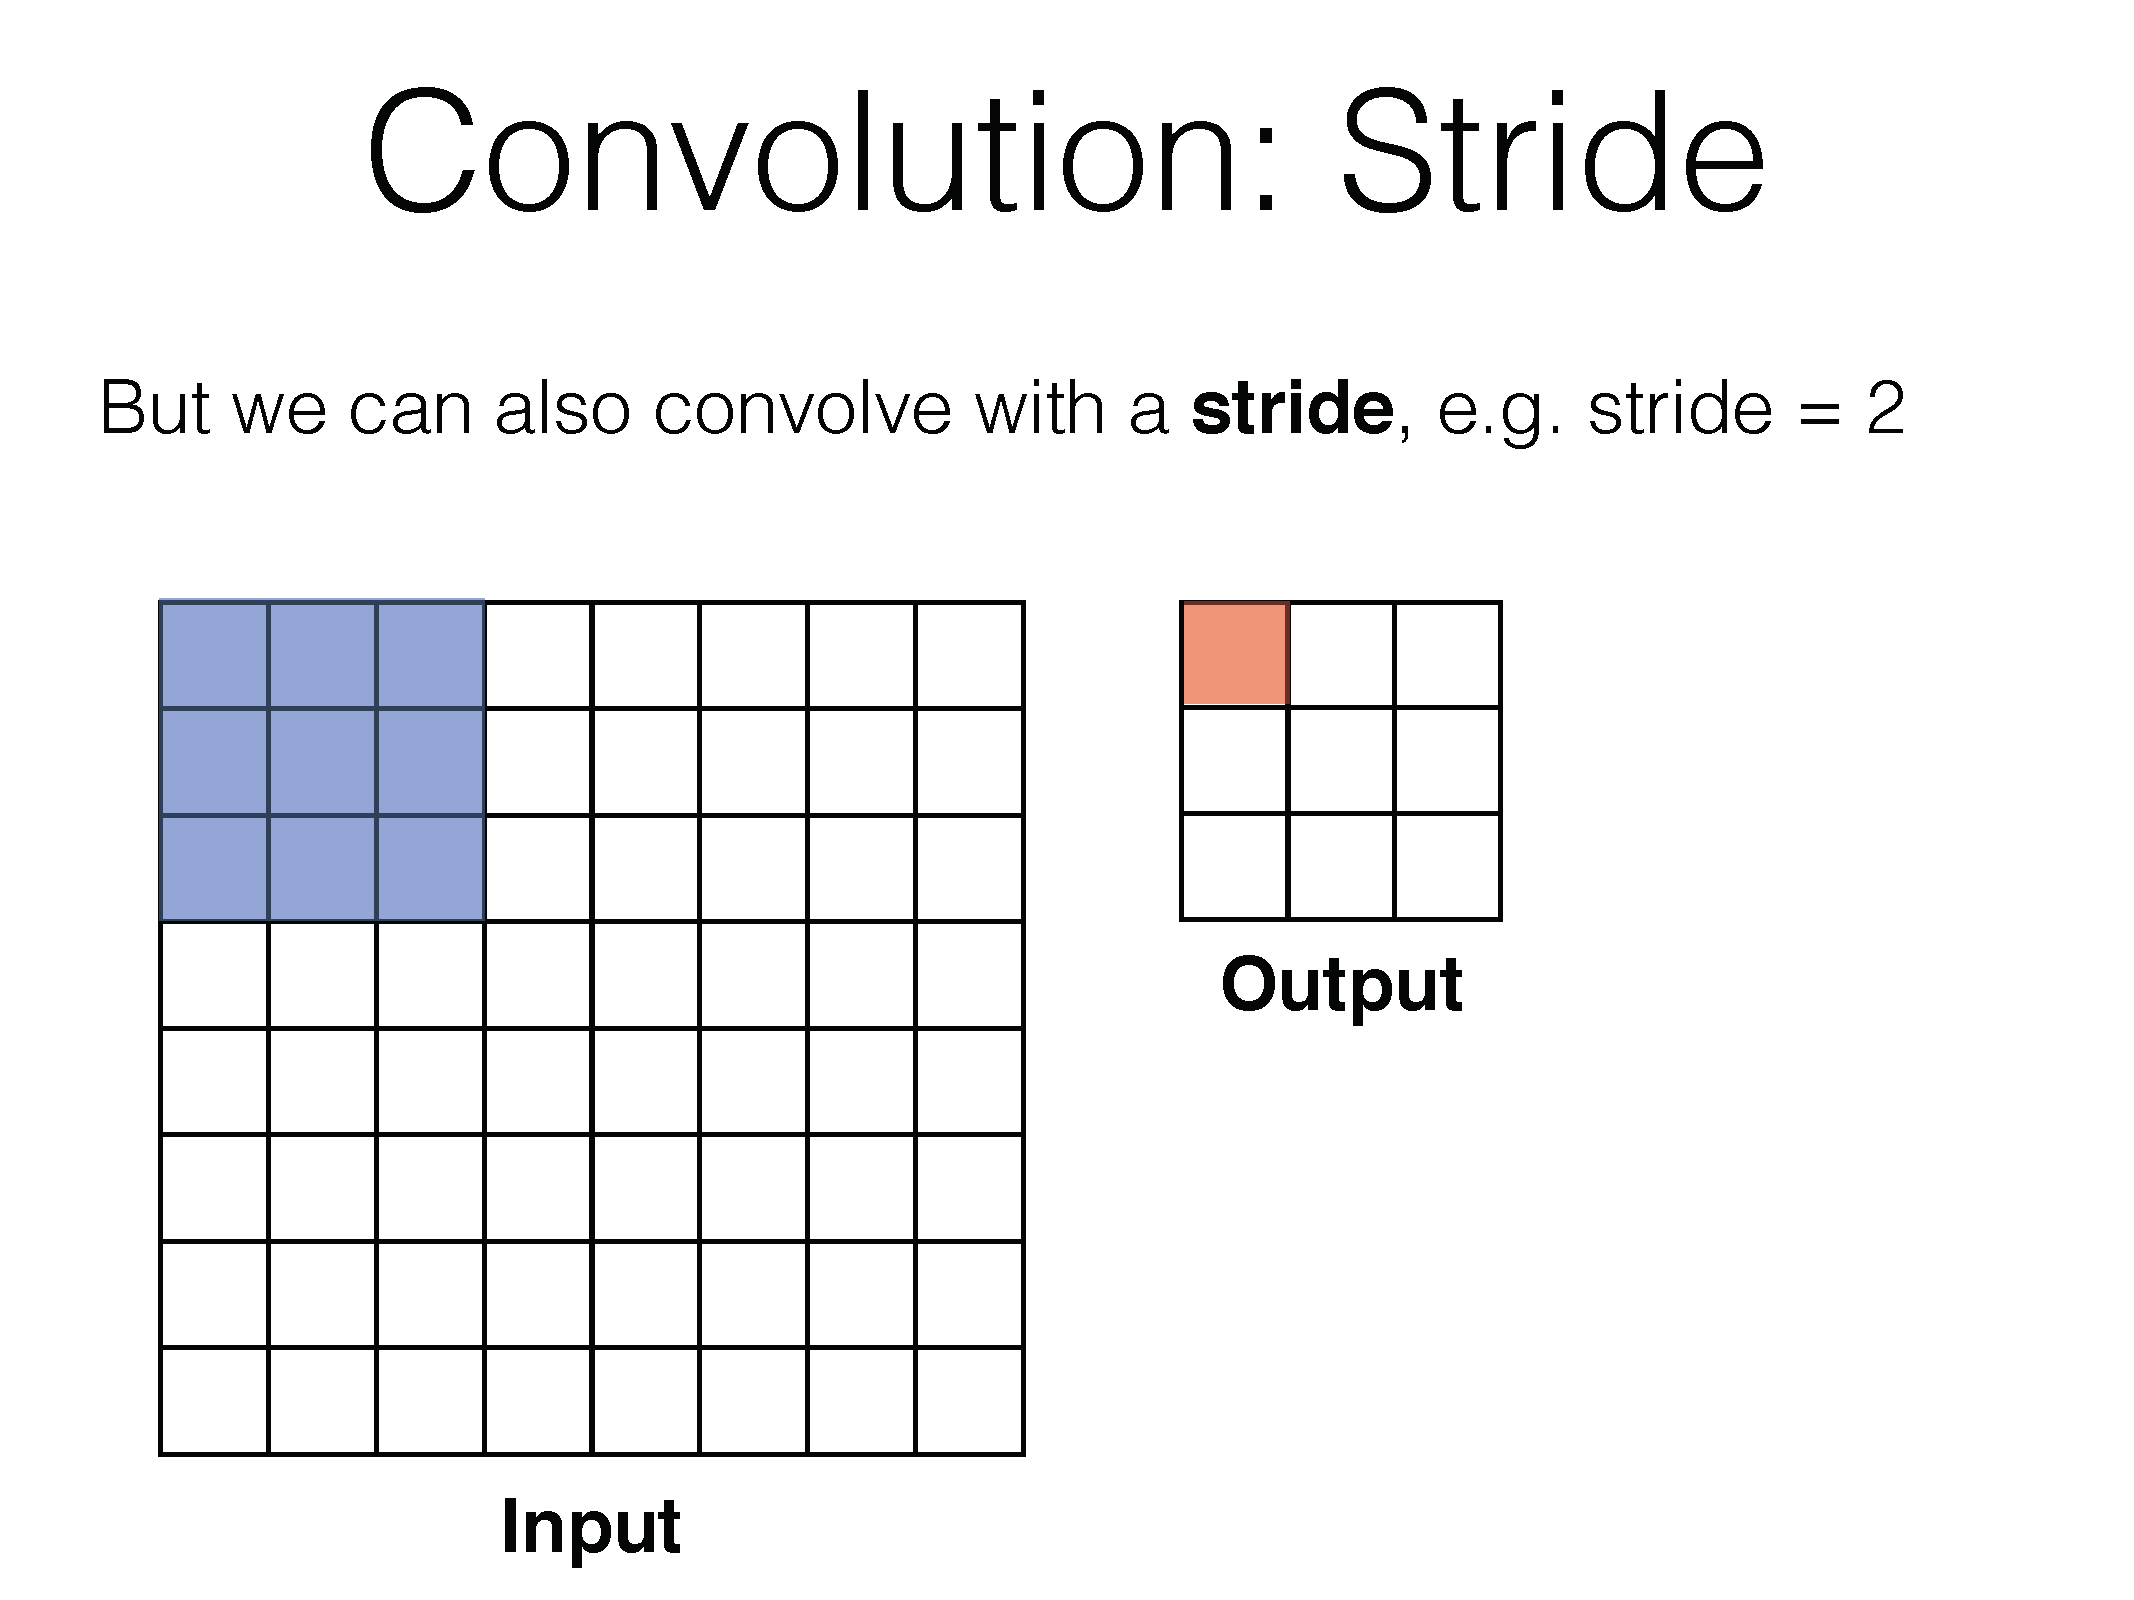 Convolution: Stride
But we can also convolve with a stride, e.g. stride = 2
Output
Input